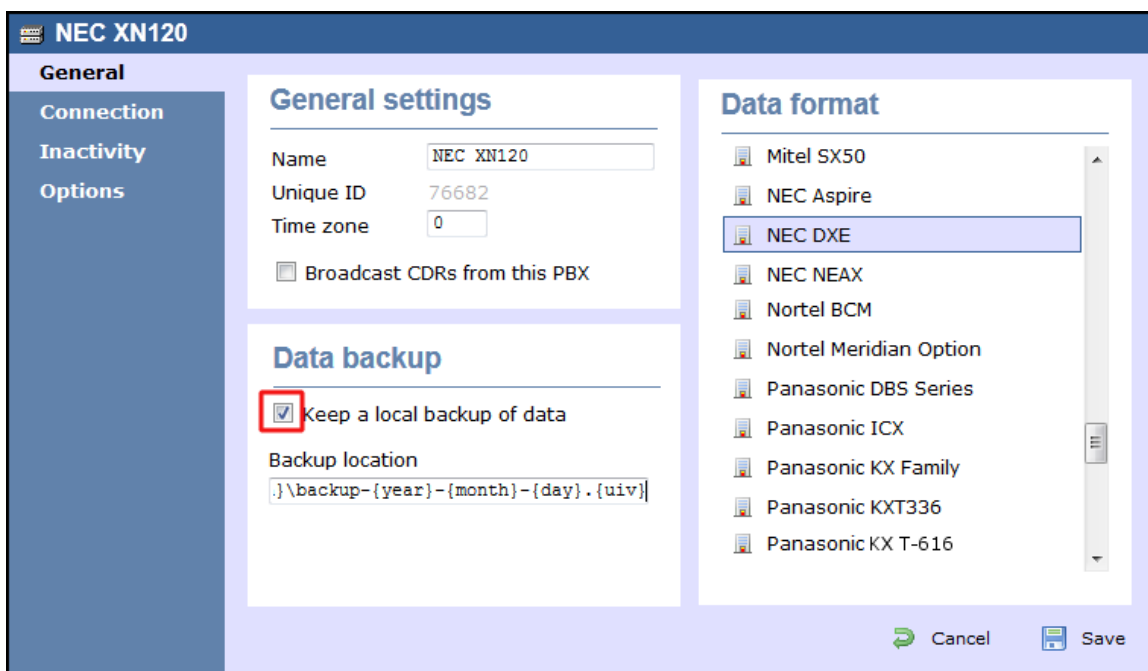 NEC XN120
General
Connection
Inactivity
Options
General settings
Name NEC XN120
Unique ID 76682
Time zone 0
Broadcast CDRs from this PBX
Data backup
Keep a local backup of data
Backup location
.}\backup-{year}-{month}-{day}.{uiv}
Data format
Mitel SX50
NEC Aspire
NEC DXE
NEC NEAX
Nortel BCM
Nortel Meridian Option
Panasonic DBS Series
Panasonic ICX
Panasonic KX Family
Panasonic KXT336
Panasonic KX T-616
Cancel
Save